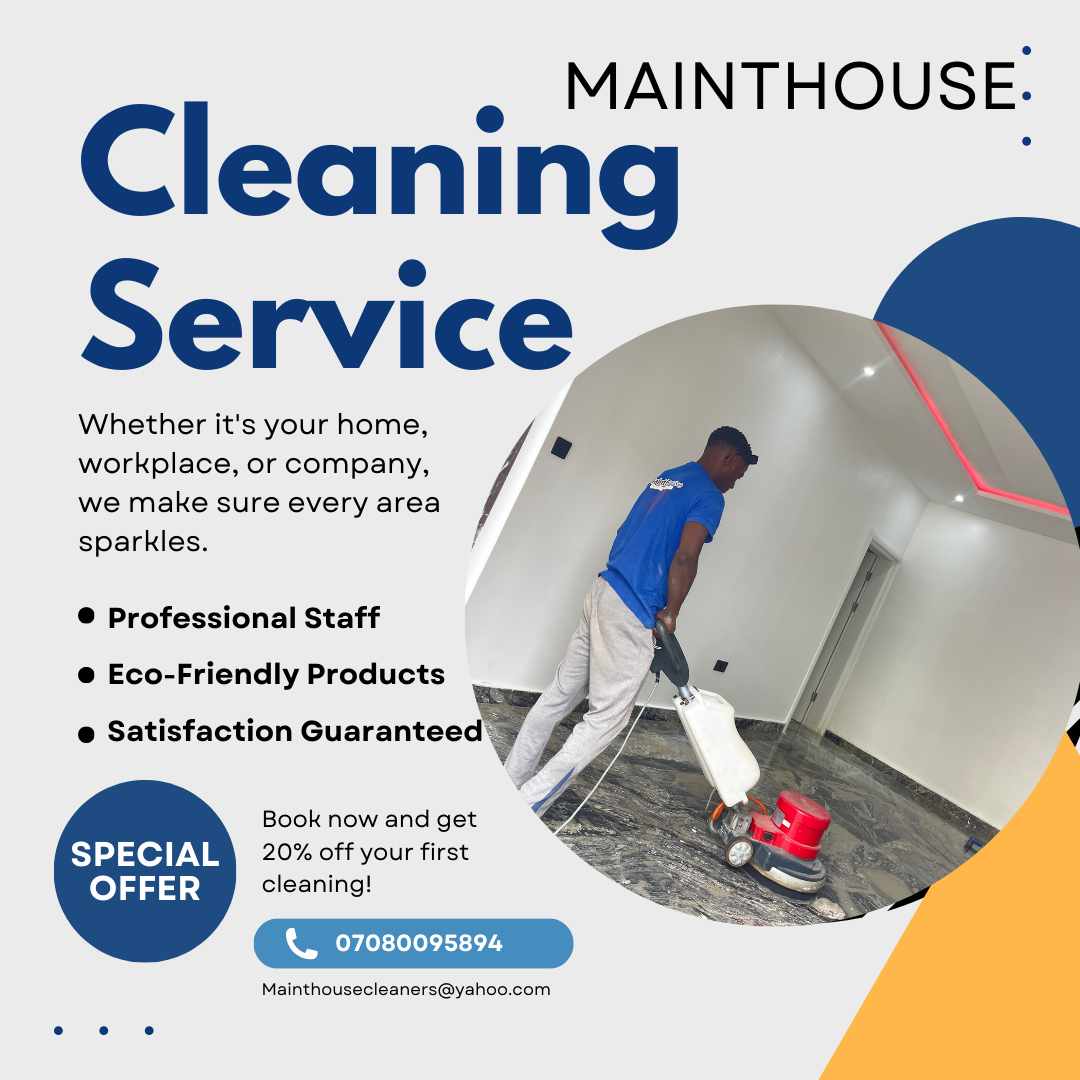 MAINTHOUSE
Cleaning
Service
Whether it's your home,
workplace, or company,
we make sure every area
sparkles.
Professional Staff
Eco-Friendly Products
Satisfaction Guaranteed
SPECIAL
OFFER
Book now and get
20% off your first
cleaning!
07080095894
Mainthousecleaners@yahoo.com